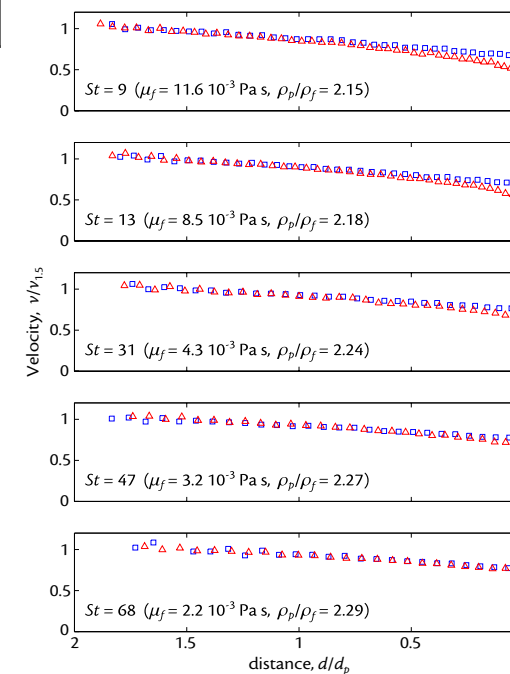 1
0.5
0
St = 9 (μf = 11.6 10-3 Pa s, ρp/ρf = 2.15)
1
0.5
0
St = 13 (μf = 8.5 10-3 Pa s, ρp/ρf = 2.18)
1
0.5
0
St = 31 (μf = 4.3 10-3 Pa s, ρp/ρf = 2.24)
Velocity, v/v1.5
1
0.5
0
St = 47 (μf = 3.2 10-3 Pa s, ρp/ρf = 2.27)
1
0.5
0
St = 68 (μf = 2.2 10-3 Pa s, ρp/ρf = 2.29)
2 1.5 1 0.5
distance, d/dp